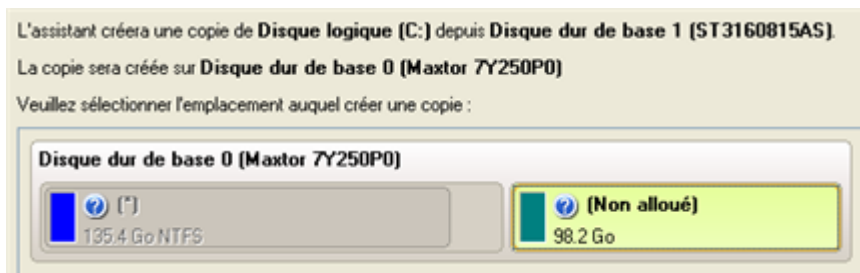 L'assistant créera une copie de Disque logique (C:) depuis Disque dur de base 1 (ST3160815AS).
La copie sera créée sur Disque dur de base 0 (Maxtor 7Y250P0)
Veuillez sélectionner l'emplacement auquel créer une copie :
Disque dur de base 0 (Maxtor 7Y250P0)
(*)
135.4 Go NTFS
(Non alloué)
98.2 Go